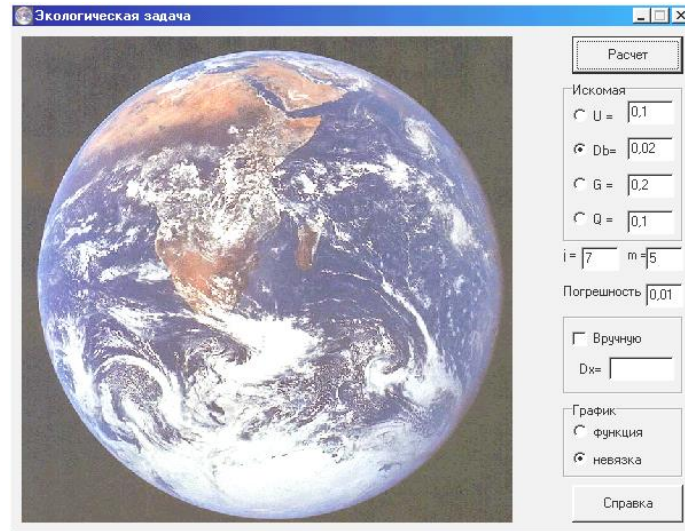 Экологическая задача
Расчет
Искомая
U = 0,1
Db= 0,02
G = 0,2
Q = 0,1
i = 7 m = 5
Погрешность 0,01
Вручную
Dx=
График
функция
невязка
Справка